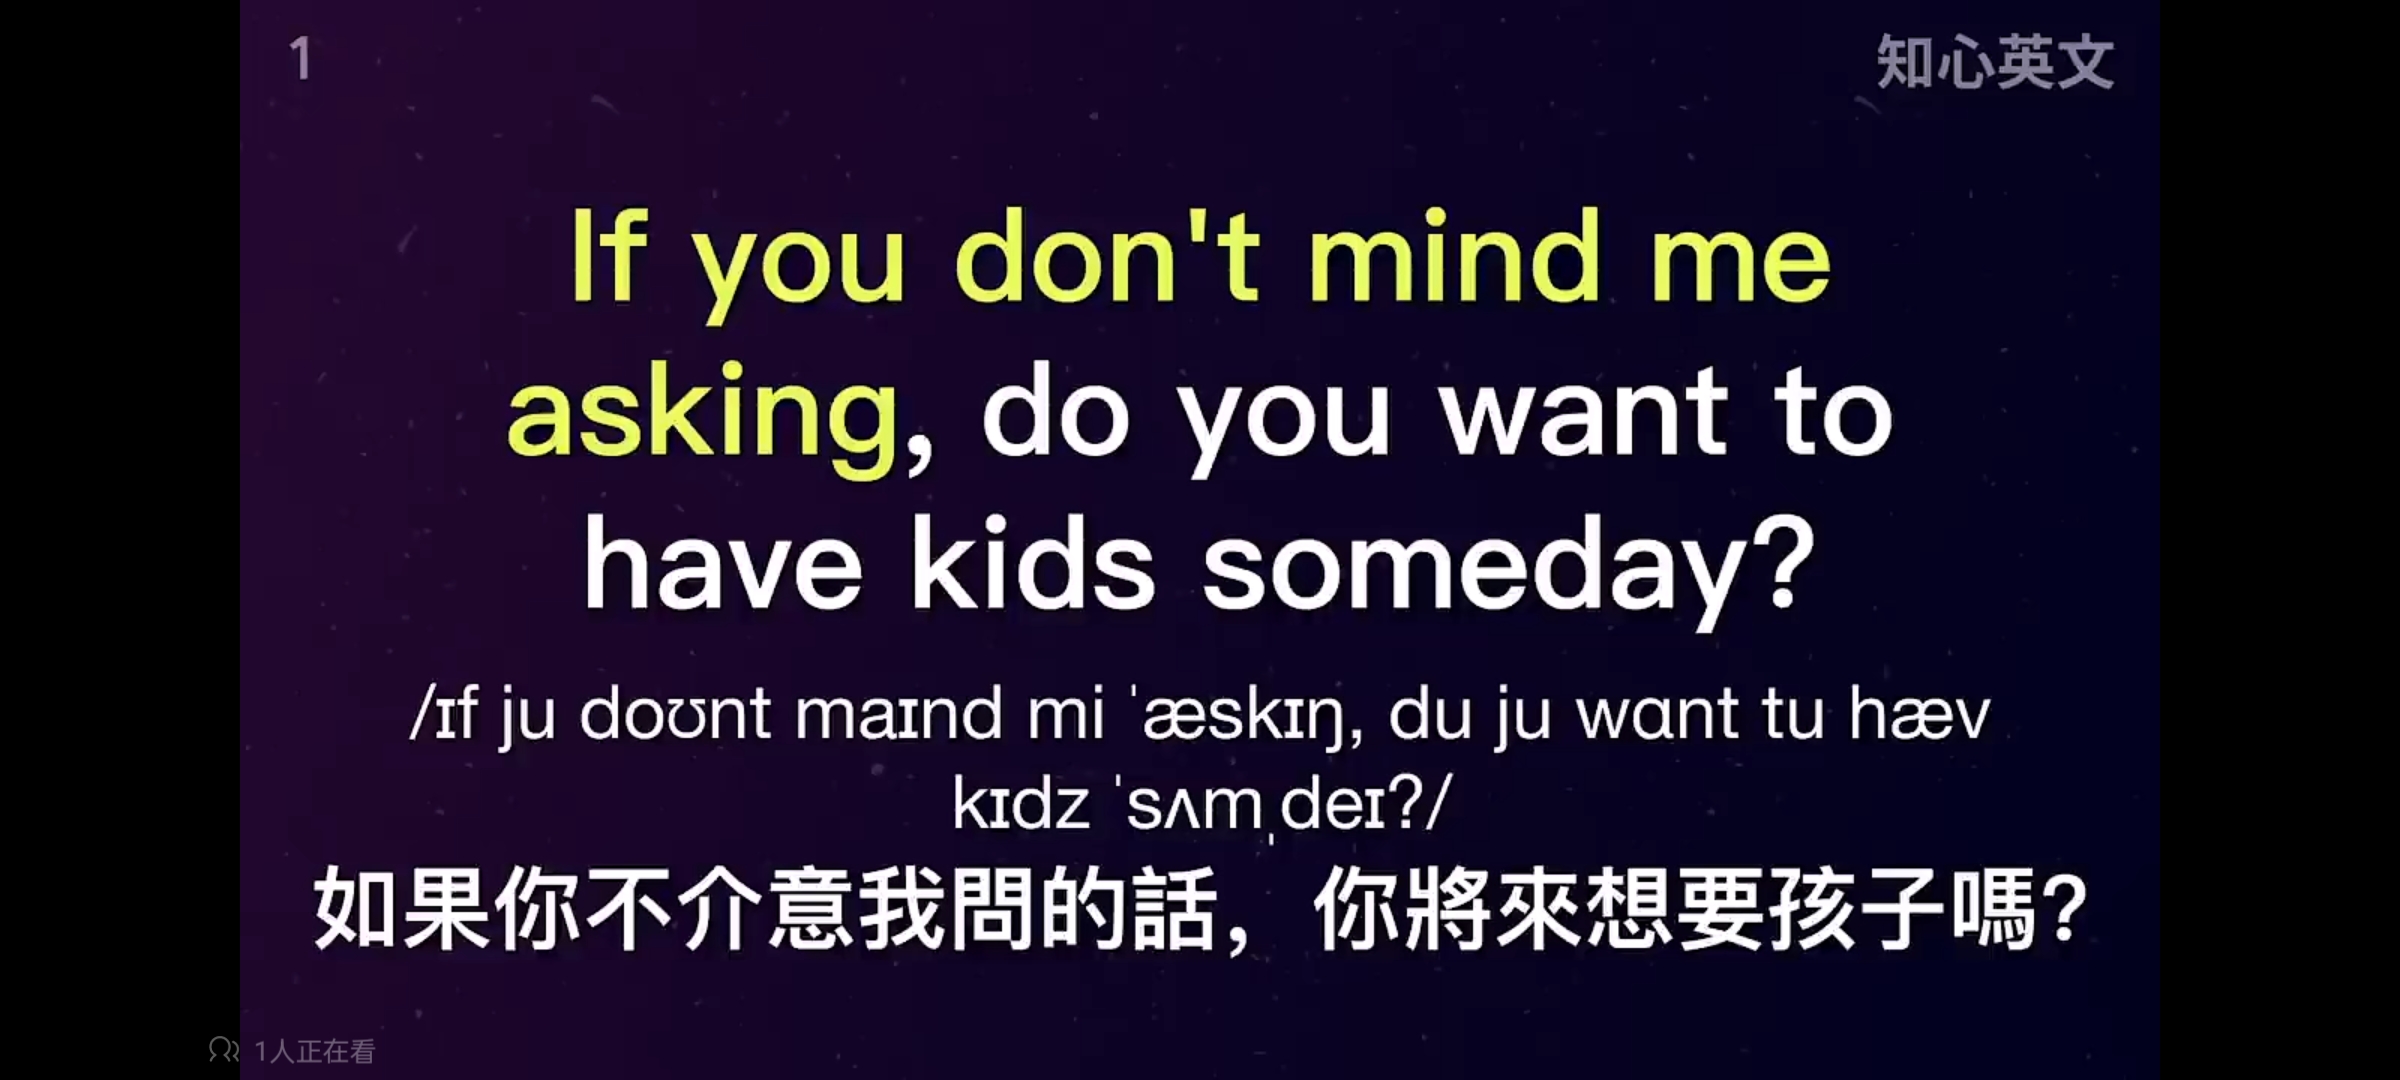 1
知心英文
If you don't mind me
asking, do you want to
have kids someday?
/ɪf ju doʊnt maɪnd mi ˈæskɪŋ, du ju wɑnt tu hæv
kɪdz ˈsʌmˌdeɪ?/
如果你不介意我問的話，你將來想要孩子嗎？
1人正在看